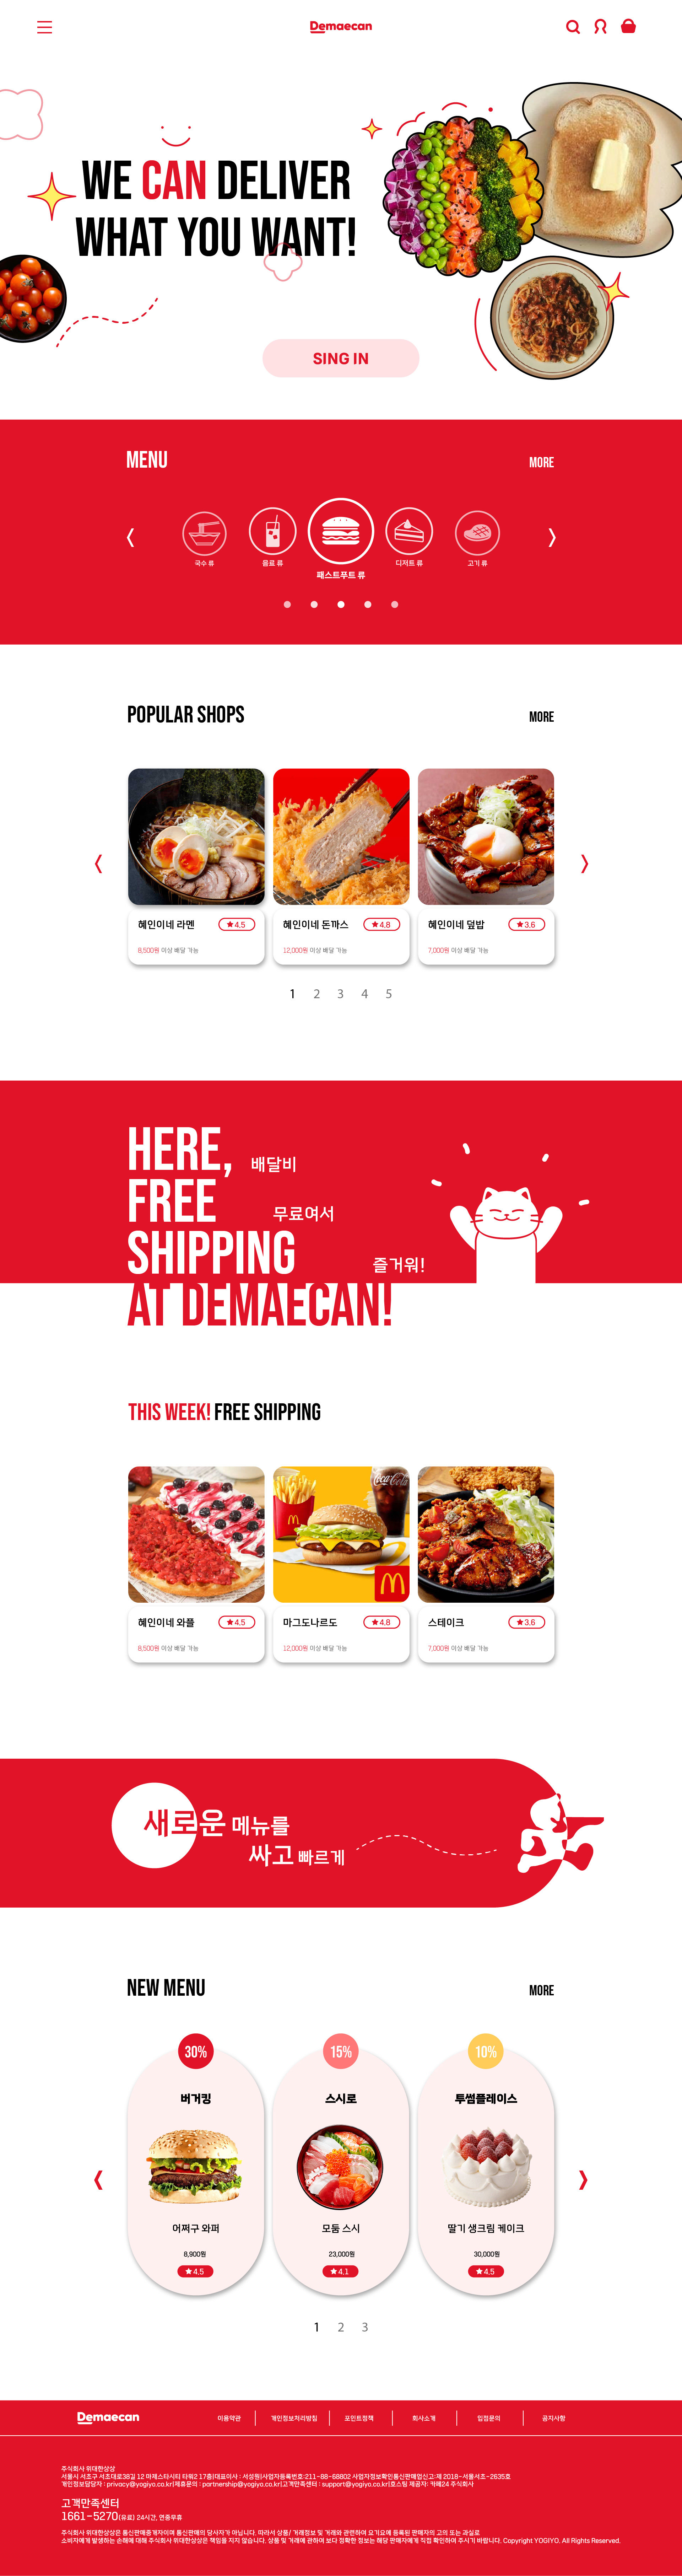 Demaecan
WE CAN DELIVER
WHAT YOU WANT!
SING IN
MENU
MORE
국수 류
음료 류
패스트푸드 류
디저트 류
고기 류
POPULAR SHOPS
MORE
혜인이네 라멘
★4.5
8,500원 이상 배달 가능
혜인이네 돈까스
★4.8
12,000원 이상 배달 가능
혜인이네 덮밥
★3.6
7,000원 이상 배달 가능
1 2 3 4 5
HERE,
배달비
FREE
무료여서
SHIPPING
즐거워!
AT DEMAECAN!
THIS WEEK! FREE SHIPPING
Coca-Cola
혜인이네 와플
★4.5
8,500원 이상 배달 가능
마그도나르도
★4.8
12,000원 이상 배달 가능
스테이크
★3.6
7,000원 이상 배달 가능
새로운 메뉴를
싸고 빠르게
NEW MENU
MORE
30%
버거킹
어쩌구 와퍼
8,900원
★4.5
15%
스시로
모둠 스시
23,000원
★4.1
10%
투썸플레이스
딸기 생크림 케이크
30,000원
★4.5
1 2 3
Demaecan
이용약관
개인정보처리방침
포인트정책
회사소개
입점문의
공지사항
주식회사 위대한상상
서울시 서초구 서초대로38길 12 마제스타시티 타워2 17층|대표이사 : 서성원|사업자등록번호:211-88-68802 사업자정보확인통신판매업신고:제 2018-서울서초-2635호
개인정보담당자 : privacy@yogiyo.co.kr|제휴문의 : partnership@yogiyo.co.kr|고객만족센터 : support@yogiyo.co.kr|호스팅 제공자: 카페24 주식회사
고객만족센터
1661-5270(유료) 24시간, 연중무휴
주식회사 위대한상상은 통신판매중개자이며 통신판매의 당사자가 아닙니다. 따라서 상품/ 거래정보 및 거래와 관련하여 요기요에 등록된 판매자의 고의 또는 과실로
소비자에게 발생하는 손해에 대해 주식회사 위대한상상은 책임을 지지 않습니다. 상품 및 거래에 관하여 보다 정확한 정보는 해당 판매자에게 직접 확인하여 주시기 바랍니다. Copyright YOGIYO. All Rights Reserved.